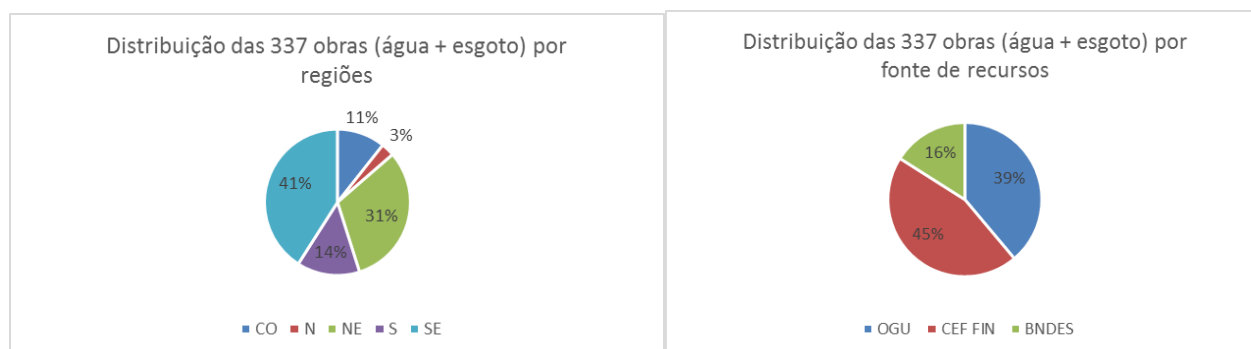 Distribuição das 337 obras (água + esgoto) por
regiões
11%
3%
31%
14%
41%
CO N NE S SE
Distribuição das 337 obras (água + esgoto) por
fonte de recursos
16%
39%
45%
OGU CEF FIN BNDES